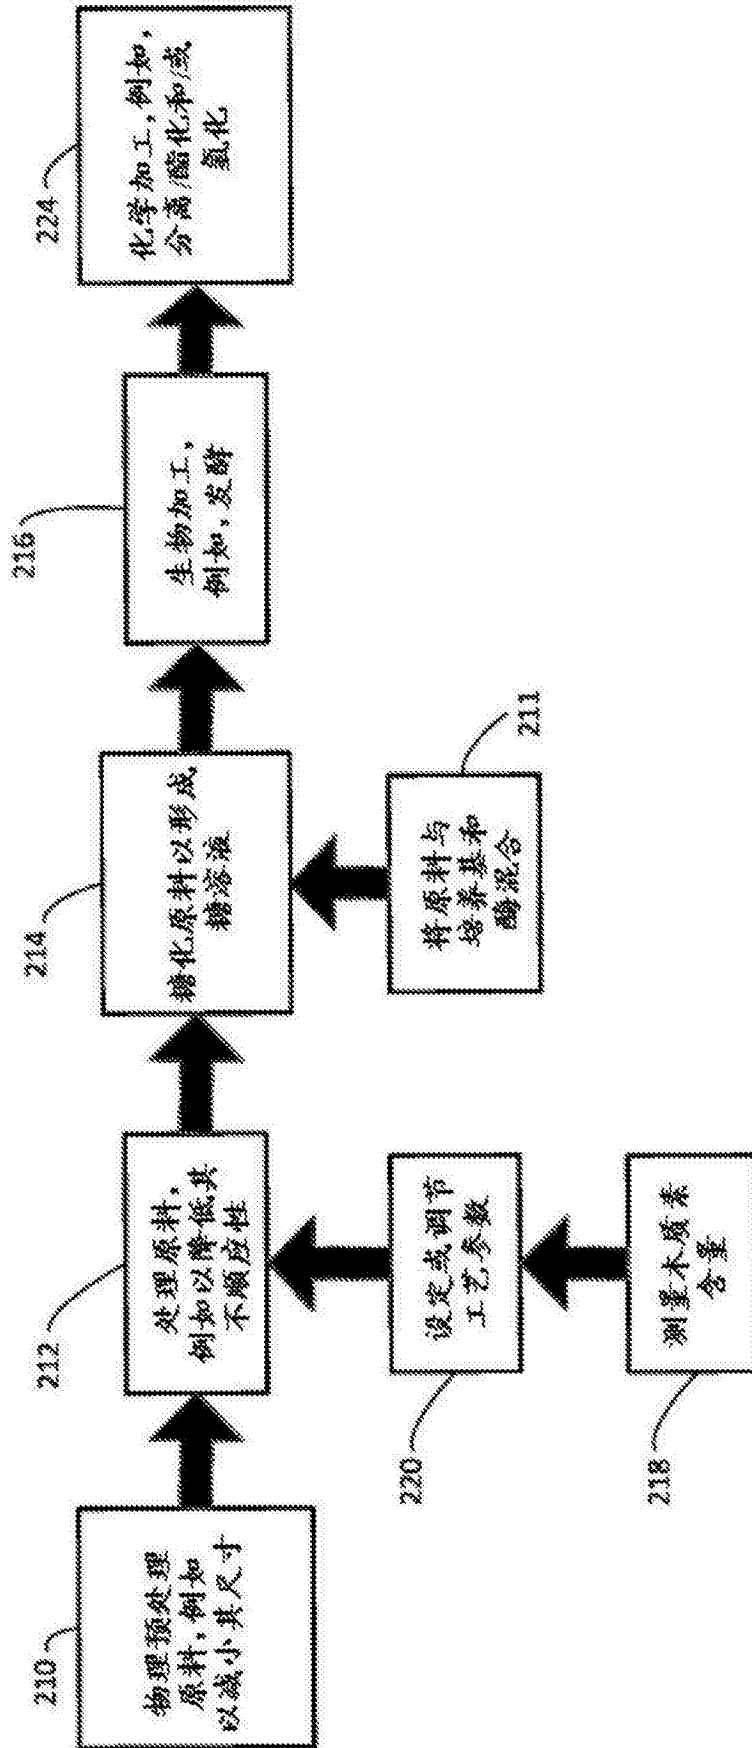 210
物理预处理
原料，例如
以减小其尺寸
212
处理原料，
例如以降低其
不顺应性
214
糖化原料以形成
糖溶液
216
生物加工，
例如，发酵
224
化学加工，例如，
分离/酯化和/或
氢化
220
设定或调节
工艺参数
218
测量木质素
含量
211
将原料与
培养基和
酶混合